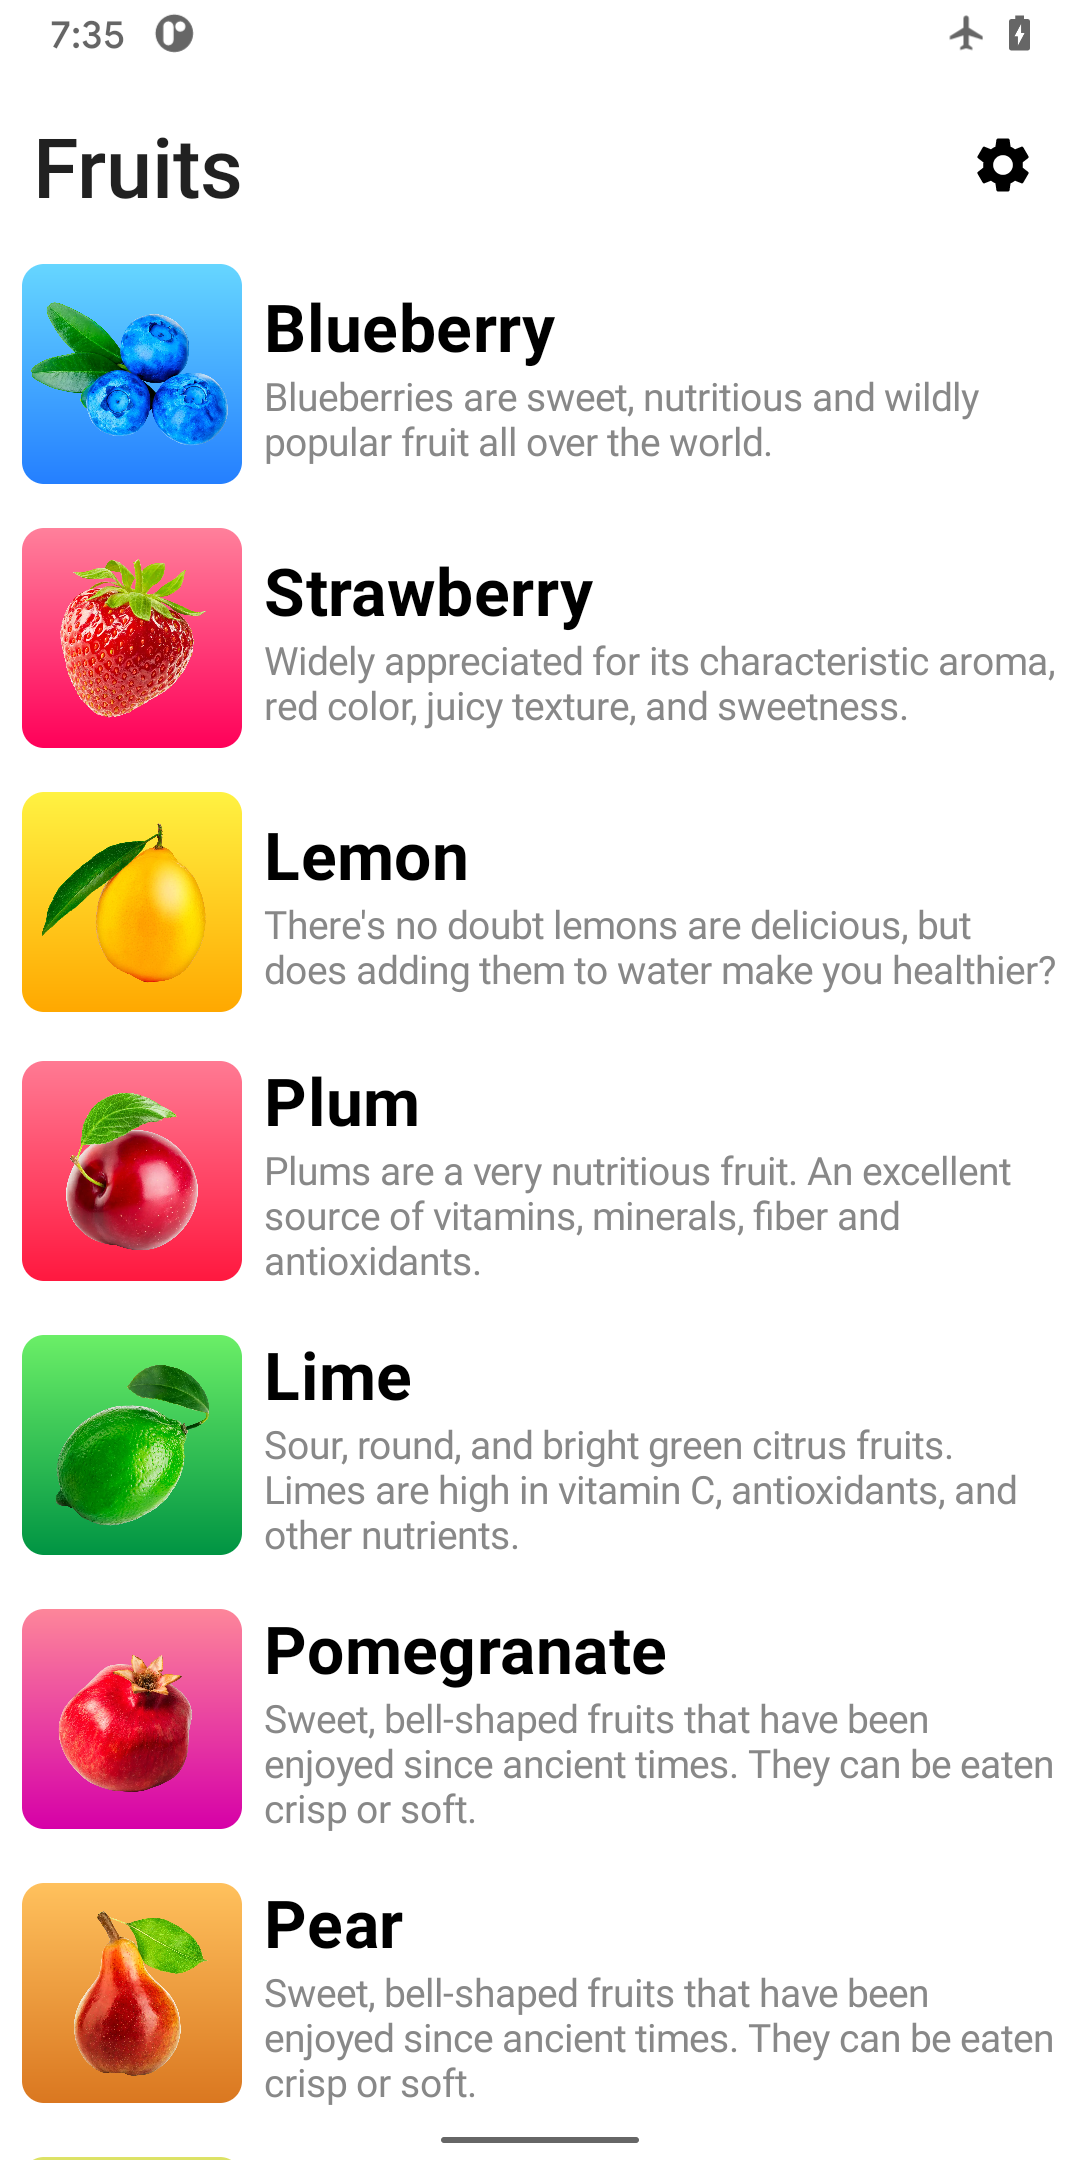 7:35
Fruits
Blueberry
Blueberries are sweet, nutritious and wildly
popular fruit all over the world.
Strawberry
Widely appreciated for its characteristic aroma,
red color, juicy texture, and sweetness.
Lemon
There's no doubt lemons are delicious, but
does adding them to water make you healthier?
Plum
Plums are a very nutritious fruit. An excellent
source of vitamins, minerals, fiber and
antioxidants.
Lime
Sour, round, and bright green citrus fruits.
Limes are high in vitamin C, antioxidants, and
other nutrients.
Pomegranate
Sweet, bell-shaped fruits that have been
enjoyed since ancient times. They can be eaten
crisp or soft.
Pear
Sweet, bell-shaped fruits that have been
enjoyed since ancient times. They can be eaten
crisp or soft.